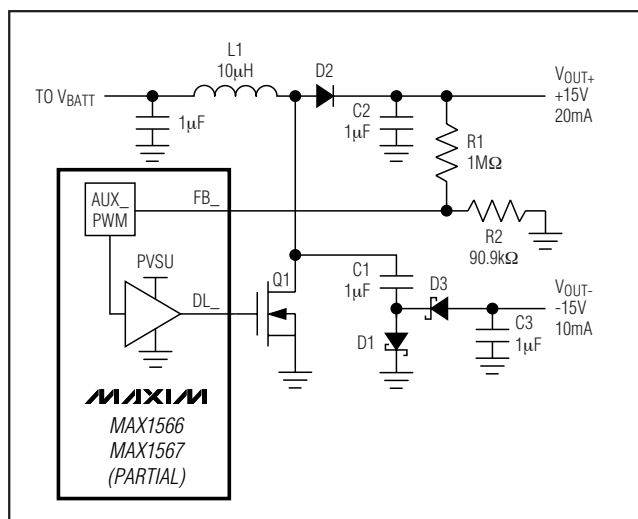 L1
10μH
D2
VOUT+
+15V
20mA
TO VBATT
1μF
C2
1μF
R1
1MΩ
AUX_
PWM
FB_
R2
90.9kΩ
PVSU
DL_
Q1
C1
1μF
D3
VOUT-
-15V
10mA
D1
C3
1μF
MAXIM
MAX1566
MAX1567
(PARTIAL)